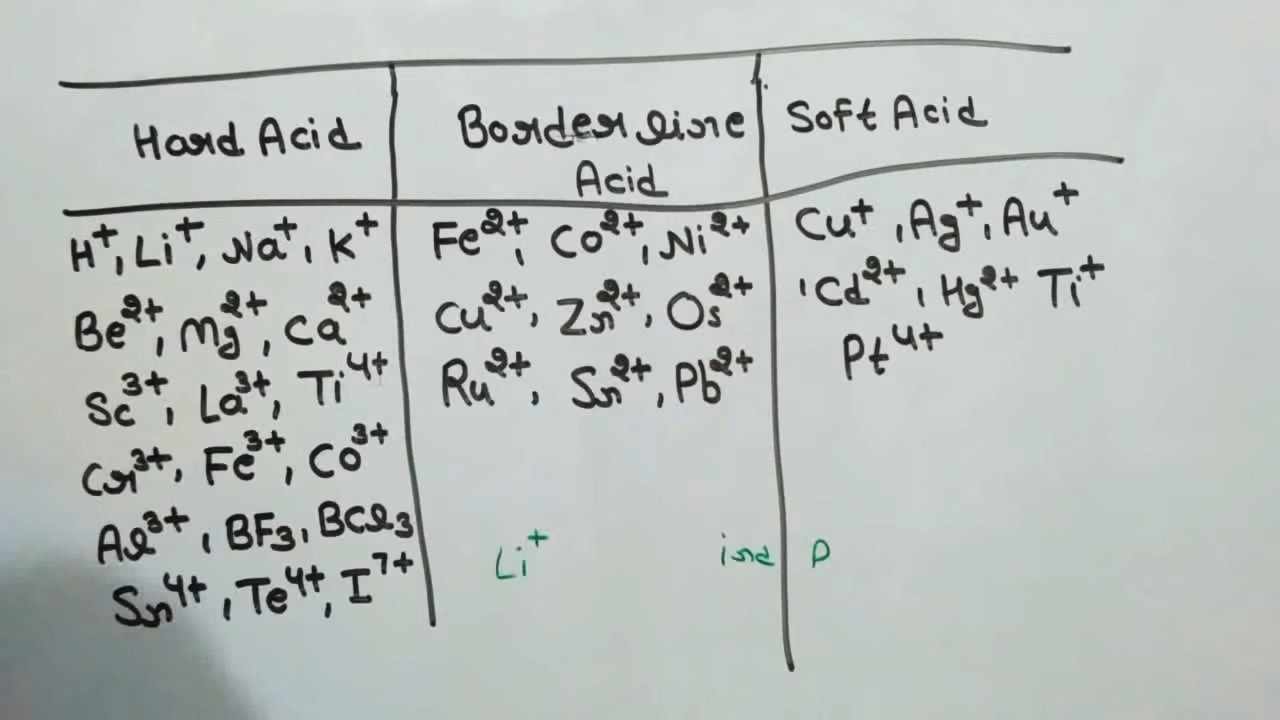 Hard Acid
Border line Acid
Soft Acid
H⁺, Li⁺, Na⁺, K⁺
Be²⁺, Mg²⁺, Ca²⁺
Sc³⁺, La³⁺, Ti⁴⁺
Cr³⁺, Fe³⁺, Co³⁺
Al³⁺, BF₃, BCl₃
Sn⁴⁺, Te⁴⁺, I⁷⁺
Fe²⁺, Co²⁺, Ni²⁺
Cu²⁺, Zn²⁺, Os²⁺
Ru²⁺, Sn²⁺, Pb²⁺
Cu⁺, Ag⁺, Au⁺
Cd²⁺, Hg²⁺ Ti⁺
Pt⁴⁺
Li⁺